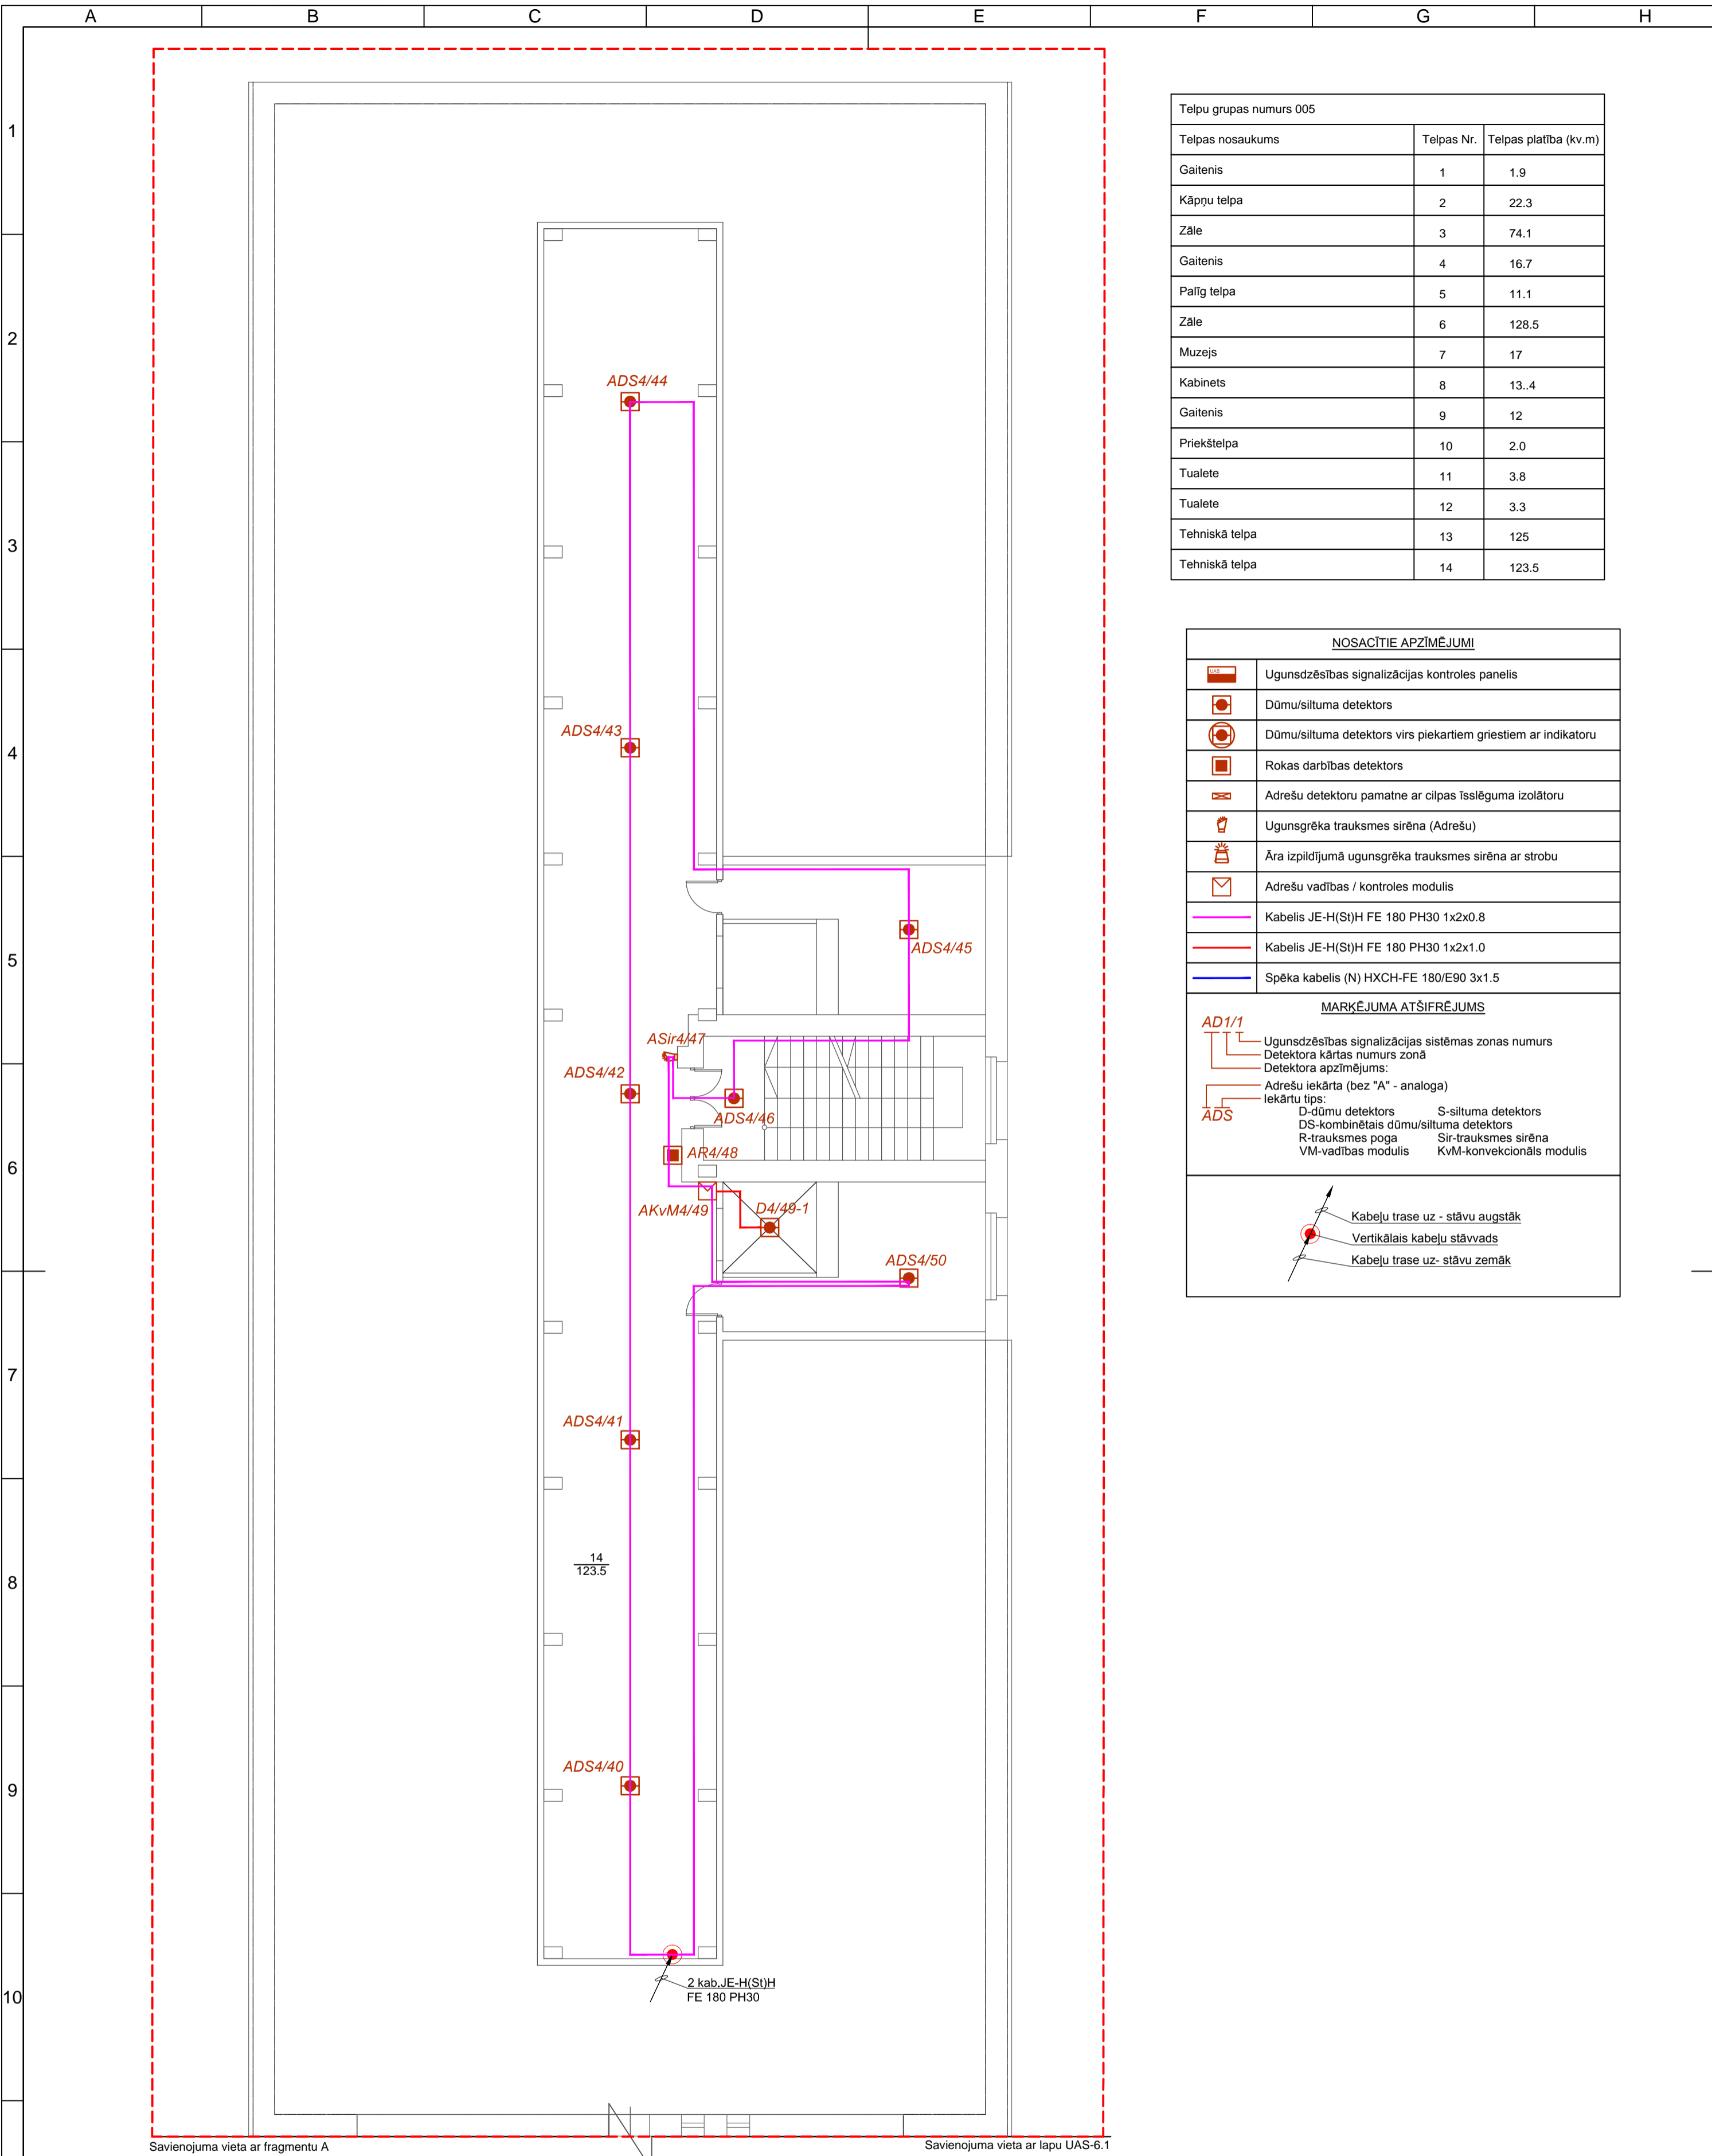 A B C D E F G H
1
2
3
4
5
6
7
8
9
10
ADS4/44
ADS4/43
ADS4/45
ASir4/47
ADS4/42
ADS4/46
AR4/48
AKvM4/49
D4/49-1
ADS4/50
ADS4/41
14
123.5
ADS4/40
2 kab.JE-H(St)H
FE 180 PH30
Savienojuma vieta ar fragmentu A
Savienojuma vieta ar lapu UAS-6.1
Telpu grupas numurs 005
Telpas nosaukums Telpas Nr. Telpas platība (kv.m)
Gaitenis 1 1.9
Kāpņu telpa 2 22.3
Zāle 3 74.1
Gaitenis 4 16.7
Palīg telpa 5 11.1
Zāle 6 128.5
Muzejs 7 17
Kabinets 8 13..4
Gaitenis 9 12
Priekštelpa 10 2.0
Tualete 11 3.8
Tualete 12 3.3
Tehniskā telpa 13 125
Tehniskā telpa 14 123.5
NOSACĪTIE APZĪMĒJUMI
UAS Ugunsdzēsības signalizācijas kontroles panelis
Dūmu/siltuma detektors
Dūmu/siltuma detektors virs piekartiem griestiem ar indikatoru
Rokas darbības detektors
Adrešu detektoru pamatne ar cilpas īsslēguma izolātoru
Ugunsgrēka trauksmes sirēna (Adrešu)
Āra izpildījumā ugunsgrēka trauksmes sirēna ar strobu
Adrešu vadības / kontroles modulis
Kabelis JE-H(St)H FE 180 PH30 1x2x0.8
Kabelis JE-H(St)H FE 180 PH30 1x2x1.0
Spēka kabelis (N) HXCH-FE 180/E90 3x1.5
MARĶĒJUMA ATŠIFRĒJUMS
AD1/1
Ugunsdzēsības signalizācijas sistēmas zonas numurs
Detektora kārtas numurs zonā
Detektora apzīmējums:
Adrešu iekārta (bez "A" - analoga)
Iekārtu tips:
ADS
D-dūmu detektors S-siltuma detektors
DS-kombinētais dūmu/siltuma detektors
R-trauksmes poga Sir-trauksmes sirēna
VM-vadības modulis KvM-konvekcionāls modulis
Kabeļu trase uz - stāvu augstāk
Vertikālais kabeļu stāvvads
Kabeļu trase uz- stāvu zemāk